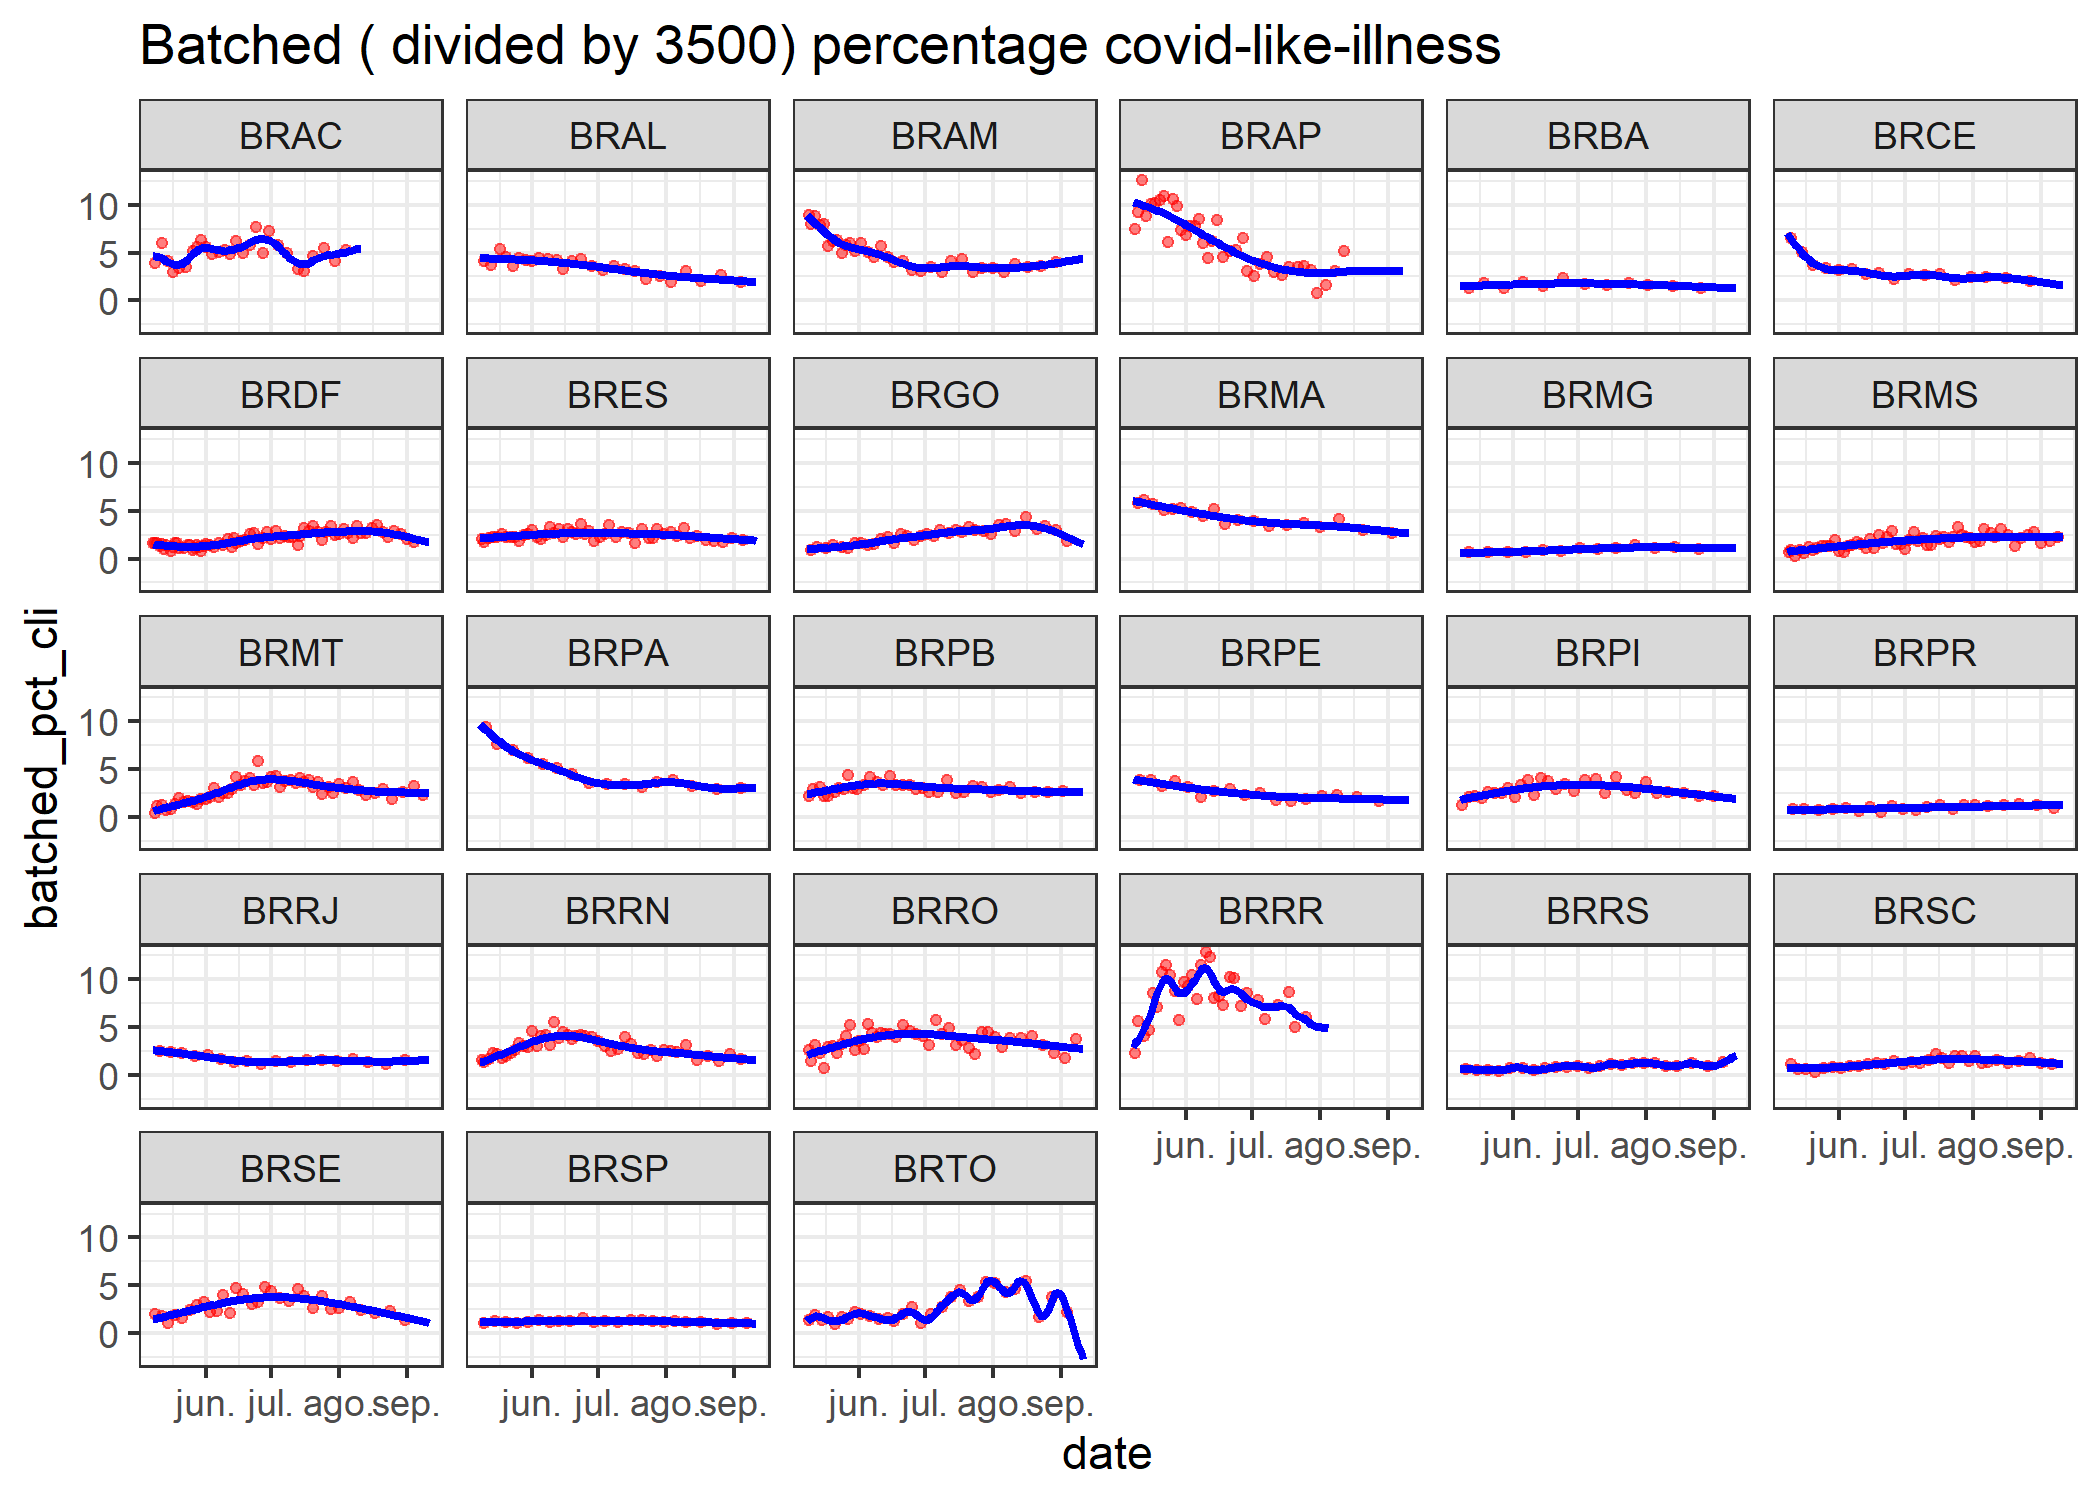 Batched ( divided by 3500) percentage covid-like-illness
BRAC BRAL BRAM BRAP BRBA BRCE
10
5
0
BRDF BRES BRGO BRMA BRMG BRMS
10
5
0
batched_pct_cli
BRMT BRPA BRPB BRPE BRPI BRPR
10
5
0
BRRJ BRRN BRRO BRRR BRRS BRSC
10
5
0
jun. jul. ago. sep. jun. jul. ago. sep. jun. jul. ago. sep.
BRSE BRSP BRTO
10
5
0
jun. jul. ago. sep. jun. jul. ago. sep. jun. jul. ago. sep.
date